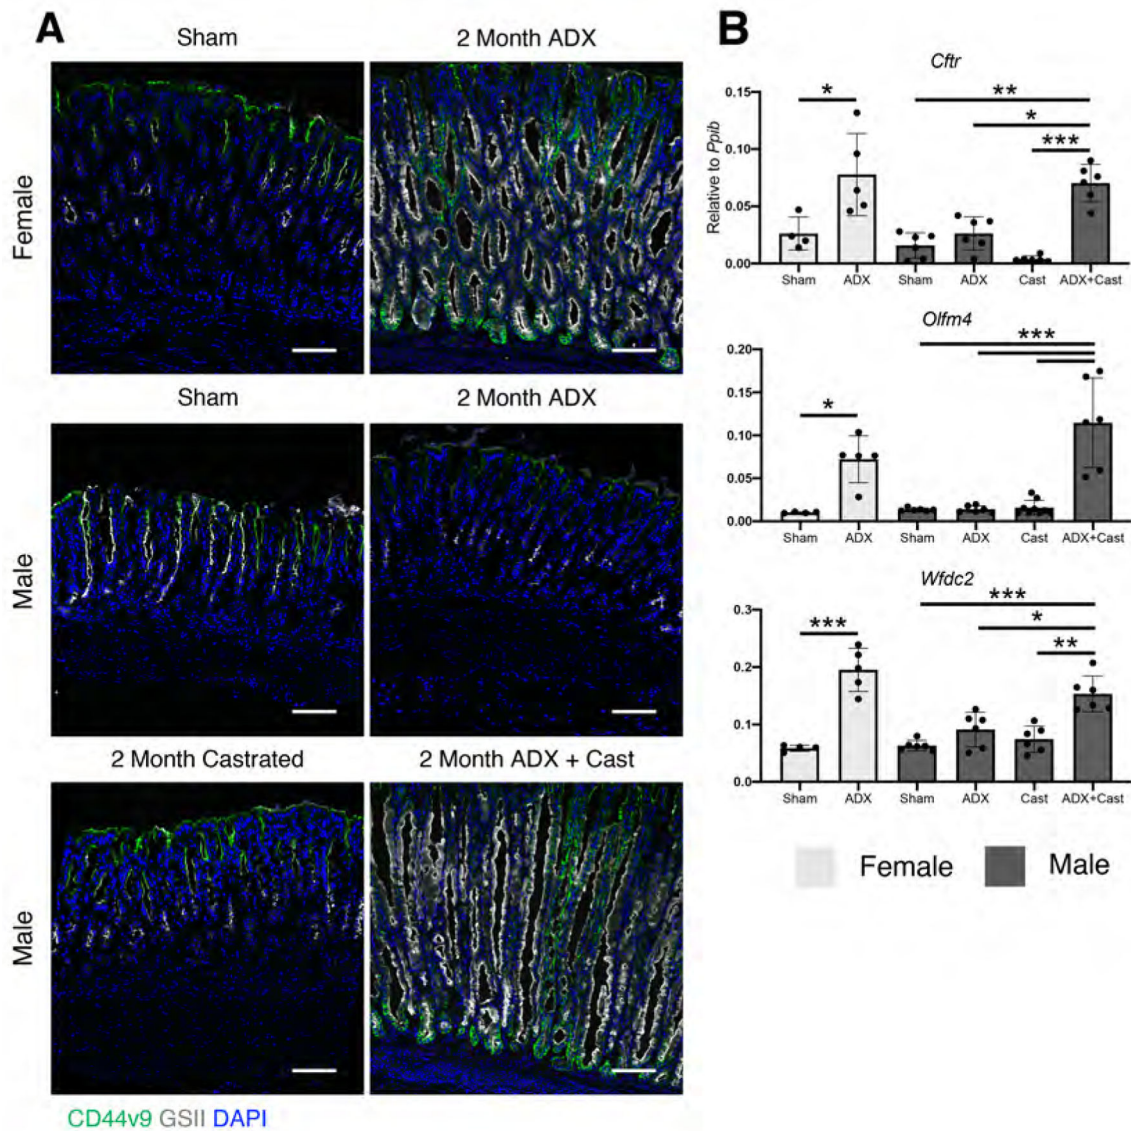 A
Sham
2 Month ADX
Female
Sham
2 Month ADX
Male
2 Month Castrated
2 Month ADX + Cast
Male
CD44v9 GSII DAPI
B
Cftr
Relative to Ppib
0.15
0.10
0.05
0.00
* ** * ***
Sham ADX Sham ADX Cast ADX+Cast
Olfm4
0.20
0.15
0.10
0.05
0.00
* ***
Sham ADX Sham ADX Cast ADX+Cast
Wfdc2
0.3
0.2
0.1
0.0
*** *** * **
Sham ADX Sham ADX Cast ADX+Cast
Female Male